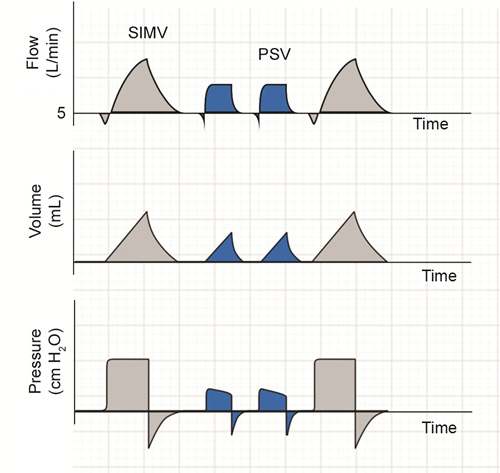 SIMV
PSV
Flow
(L/min)
5
Time
Volume
(mL)
Time
Pressure
(cm H₂O)
Time